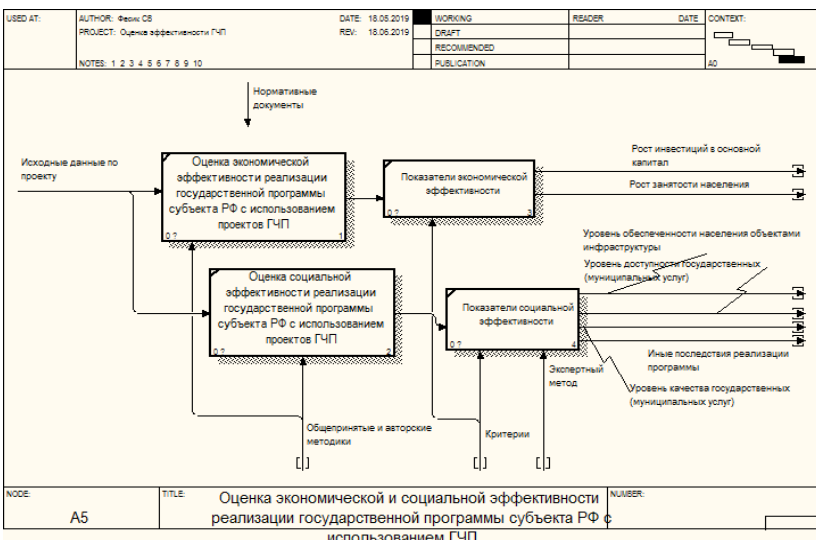 USED AT:
AUTHOR: Фесик СВ
DATE: 18.05.2019
WORKING
READER
DATE
CONTEXT:
PROJECT: Оценка эффективности ГЧП
REV: 18.06.2019
DRAFT
RECOMMENDED
NOTES: 1 2 3 4 5 6 7 8 9 10
PUBLICATION
A0
Нормативные
документы
Исходные данные по
проекту
Оценка экономической
эффективности реализации
государственной программы
субъекта РФ с использованием
проектов ГЧП
0 ?
1
Показатели экономической
эффективности
3
Рост инвестиций в основной
капитал
Рост занятости населения
Уровень обеспеченности населения объектами
инфраструктуры
Уровень доступности государственных
(муниципальных услуг)
Оценка социальной
эффективности реализации
государственной программы
субъекта РФ с использованием
проектов ГЧП
0 ?
2
Показатели социальной
эффективности
0 ?
4
0 ?
Иные последствия реализации
программы
Экспертный
метод
Уровень качества государственных
(муниципальных услуг)
Общепринятые и авторские
методики
Критерии
NODE:
A5
TITLE:
Оценка экономической и социальной эффективности
реализации государственной программы субъекта РФ с
использованием ГЧП
NUMBER: